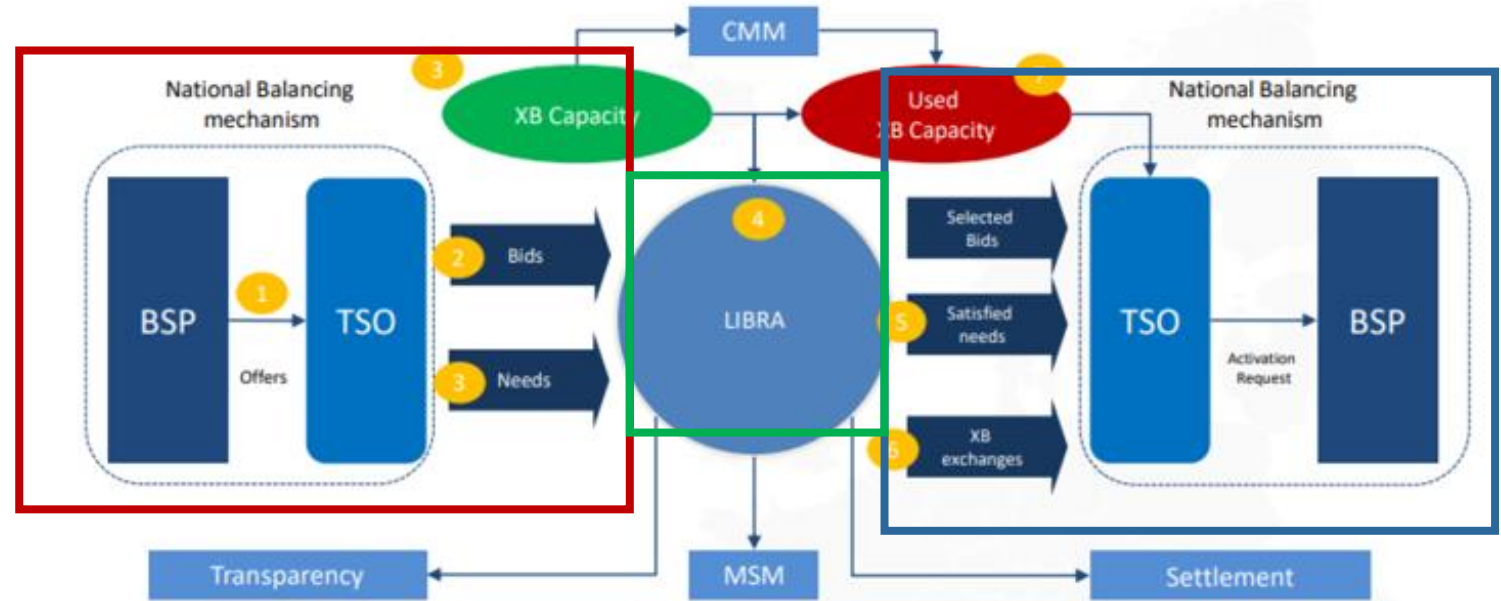 CMM
3
National Balancing
mechanism
XB Capacity
Used
XB Capacity
7
National Balancing
mechanism
BSP
1
Offers
TSO
2
Bids
3
Needs
4
LIBRA
Selected
Bids
5
Satisfied
needs
6
XB
exchanges
TSO
Activation
Request
BSP
Transparency
MSM
Settlement